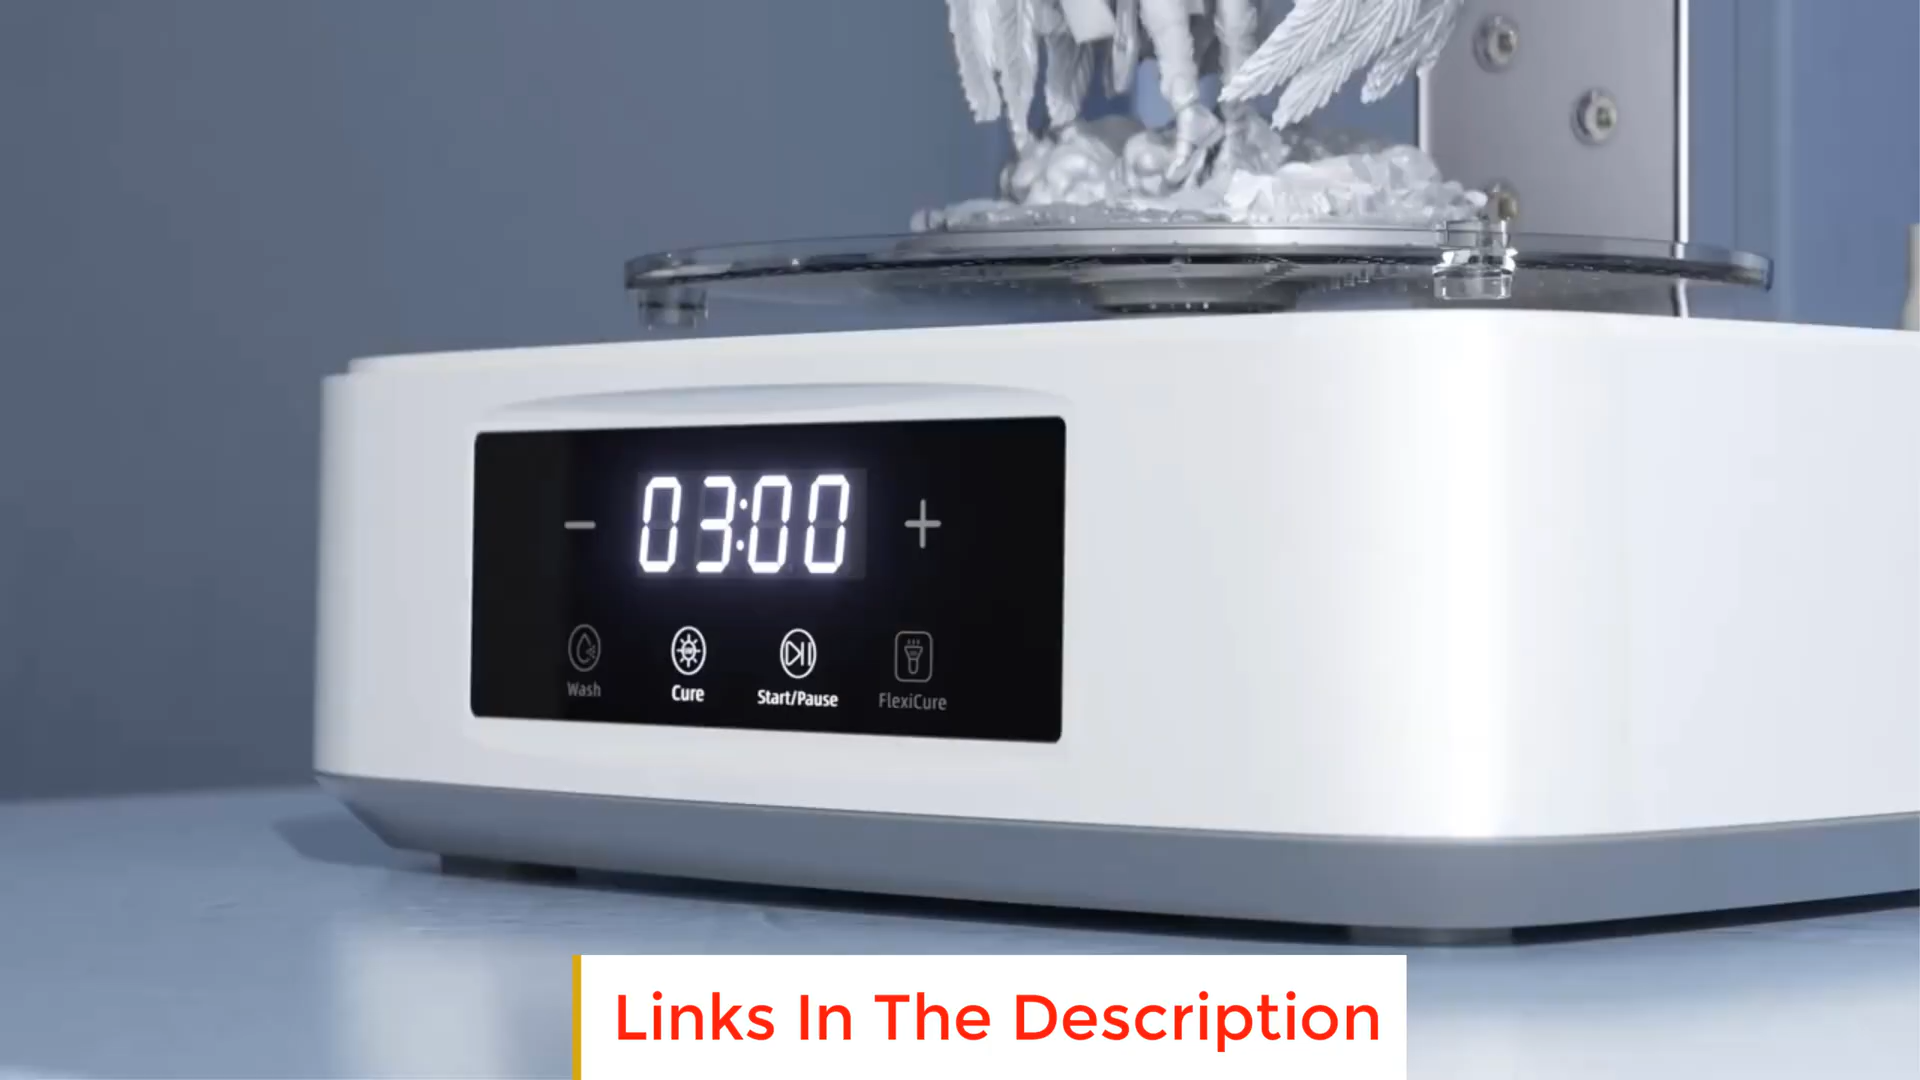 03:00
Wash
Cure
Start/Pause
FlexiCure
Links In The Description